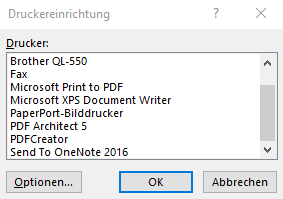 Druckereinrichtung
Drucker:
Brother QL-550
Fax
Microsoft Print to PDF
Microsoft XPS Document Writer
PaperPort-Bilddrucker
PDF Architect 5
PDFCreator
Send To OneNote 2016
Optionen... OK Abbrechen